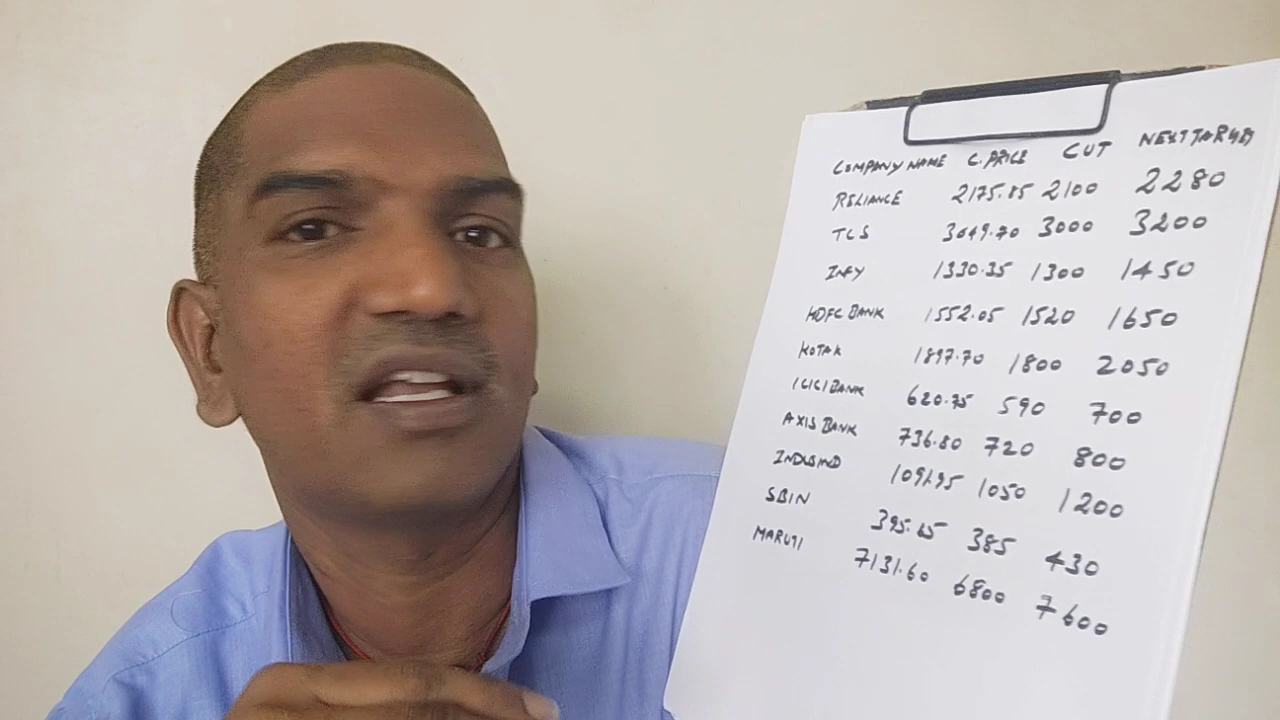 COMPANY NAME C.PRICE CUT NEXT TARGET
RELIANCE 2175.85 2100 2280
TCS 3049.70 3000 3200
INFY 1330.35 1300 1450
HDFC BANK 1552.05 1520 1650
KOTAK 1897.70 1800 2050
ICICI BANK 620.75 590 700
AXIS BANK 736.80 720 800
INDUSIND 1091.95 1050 1200
SBIN 395.65 385 430
MARUTI 7131.60 6800 7600